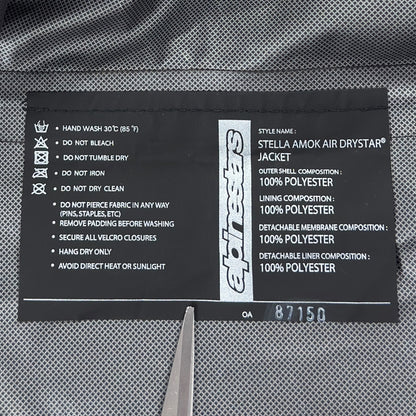 • HAND WASH 30℃ (85 ℉)
• DO NOT BLEACH
• DO NOT TUMBLE DRY
• DO NOT IRON
• DO NOT DRY CLEAN
• DO NOT PIERCE FABRIC IN ANY WAY
(PINS, STAPLES, ETC)
• REMOVE PADDING BEFORE WASHING
• SECURE ALL VELCRO CLOSURES
• HANG DRY ONLY
• AVOID DIRECT HEAT OR SUNLIGHT
alpinestars
STYLE NAME :
STELLA AMOK AIR DRYSTAR®
JACKET
OUTER SHELL COMPOSITION :
100% POLYESTER
LINING COMPOSITION :
100% POLYESTER
DETACHABLE MEMBRANE COMPOSITION :
100% POLYESTER
DETACHABLE LINER COMPOSITION :
100% POLYESTER
OA 87150